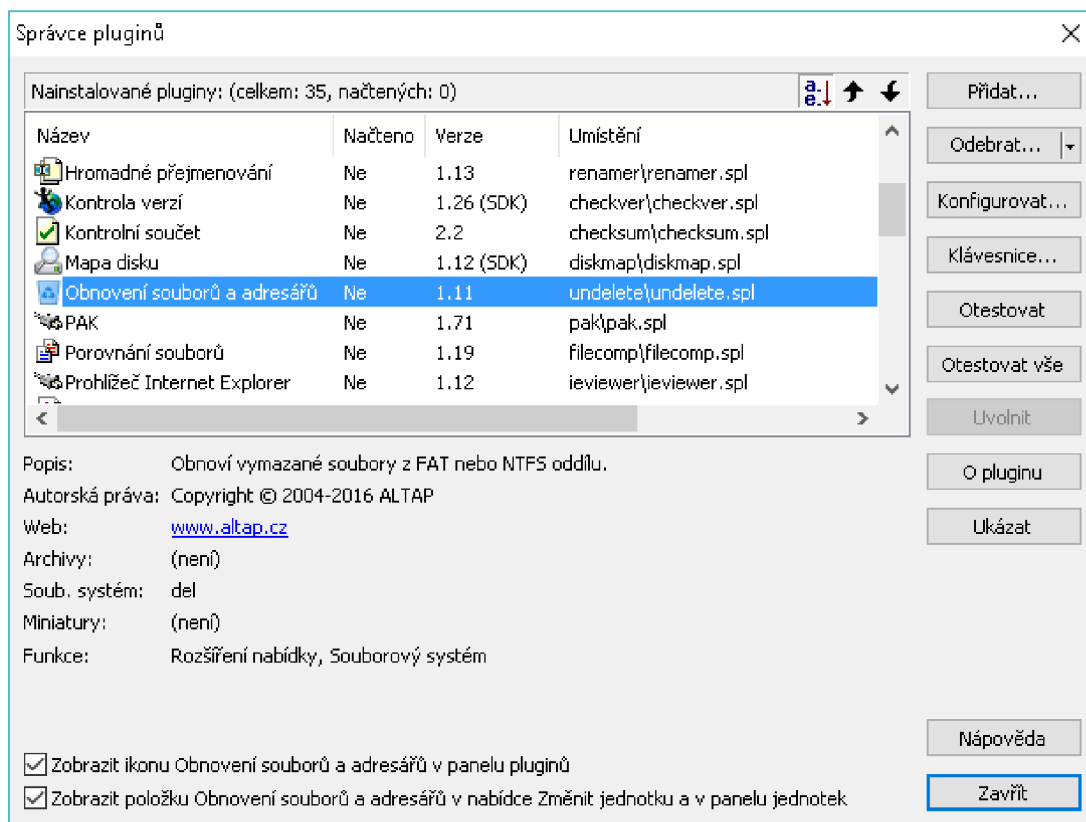 Správce pluginů
Nainstalované pluginy: (celkem: 35, načtených: 0)
Přidat...
Název Načteno Verze Umístění
Odebrat...
Hromadné přejmenování Ne 1.13 renamer\renamer.spl
Kontrola verzí Ne 1.26 (SDK) checkver\checkver.spl
Konfigurovat...
Kontrolní součet Ne 2.2 checksum\checksum.spl
Mapa disku Ne 1.12 (SDK) diskmap\diskmap.spl
Klávesnice...
Obnovení souborů a adresářů Ne 1.11 undelete\undelete.spl
Otestovat
PAK Ne 1.71 pak\pak.spl
Porovnání souborů Ne 1.19 filecomp\filecomp.spl
Otestovat vše
Prohlížeč Internet Explorer Ne 1.12 ieviewer\ieviewer.spl
Uvolnit
Popis: Obnoví vymazané soubory z FAT nebo NTFS oddílu.
O pluginu
Autorská práva: Copyright © 2004-2016 ALTAP
Web: www.altap.cz
Ukázat
Archivy: (není)
Soub. systém: del
Miniatury: (není)
Funkce: Rozšíření nabídky, Souborový systém
Nápověda
Zobrazit ikonu Obnovení souborů a adresářů v panelu pluginů
Zobrazit položku Obnovení souborů a adresářů v nabídce Změnit jednotku a v panelu jednotek
Zavřít